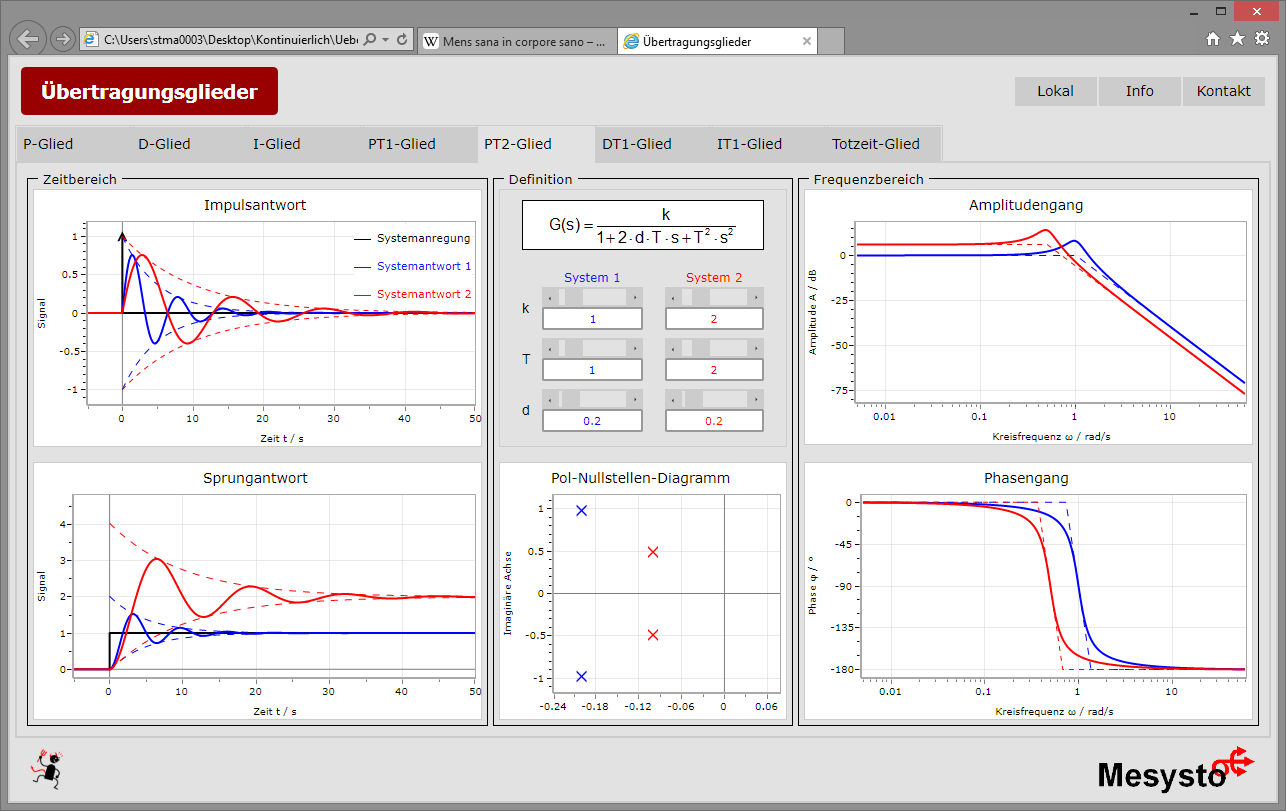 C:\Users\stma0003\Desktop\Kontinuierlich\Uebe
Mens sana in corpore sano – ...
Übertragungsglieder
Übertragungsglieder
Lokal
Info
Kontakt
P-Glied
D-Glied
I-Glied
PT1-Glied
PT2-Glied
DT1-Glied
IT1-Glied
Totzeit-Glied
Zeitbereich
Impulsantwort
Systemanregung
Systemantwort 1
Systemantwort 2
Signal
1
0.5
0
-0.5
-1
0 10 20 30 40 50
Zeit t / s
Sprungantwort
Signal
4
3
2
1
0
0 10 20 30 40 50
Zeit t / s
Definition
G(s) = k / 1+2·d·T·s+T²·s²
System 1 System 2
k
1 2
T
1 2
d
0.2 0.2
Pol-Nullstellen-Diagramm
Imaginäre Achse
1
0.5
0
-0.5
-1
-0.24 -0.18 -0.12 -0.06 0 0.06
Frequenzbereich
Amplitudengang
Amplitude A / dB
0
-25
-50
-75
0.01 0.1 1 10
Kreisfrequenz ω / rad/s
Phasengang
Phase φ / °
0
-45
-90
-135
-180
0.01 0.1 1 10
Kreisfrequenz ω / rad/s
Mesysto